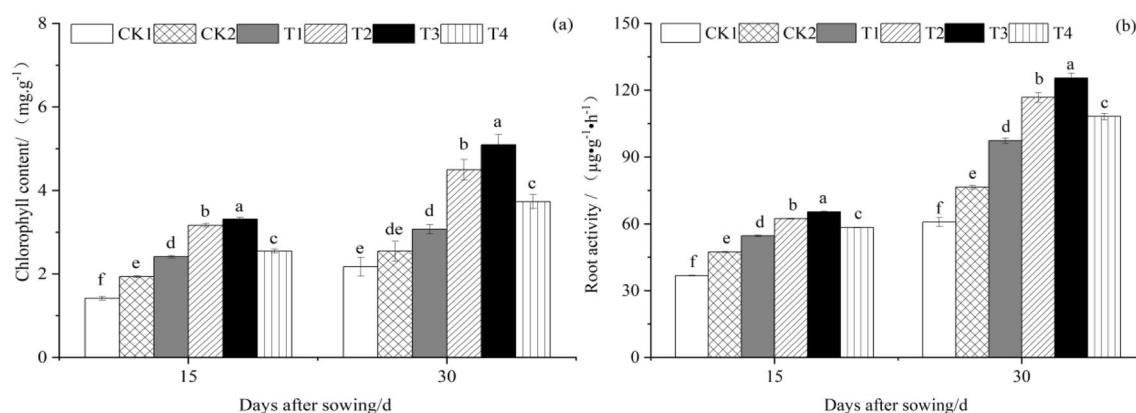 CK1 CK2 T1 T2 T3 T4 (a)
Chlorophyll content/（mg.g⁻¹）
8
6
4
2
0
f e d b a c
e de d b a c
15 30
Days after sowing/d
CK1 CK2 T1 T2 T3 T4 (b)
Root activity /（μg•g⁻¹•h⁻¹）
150
120
90
60
30
0
f e d b a c
f e d b a c
15 30
Days after sowing/d